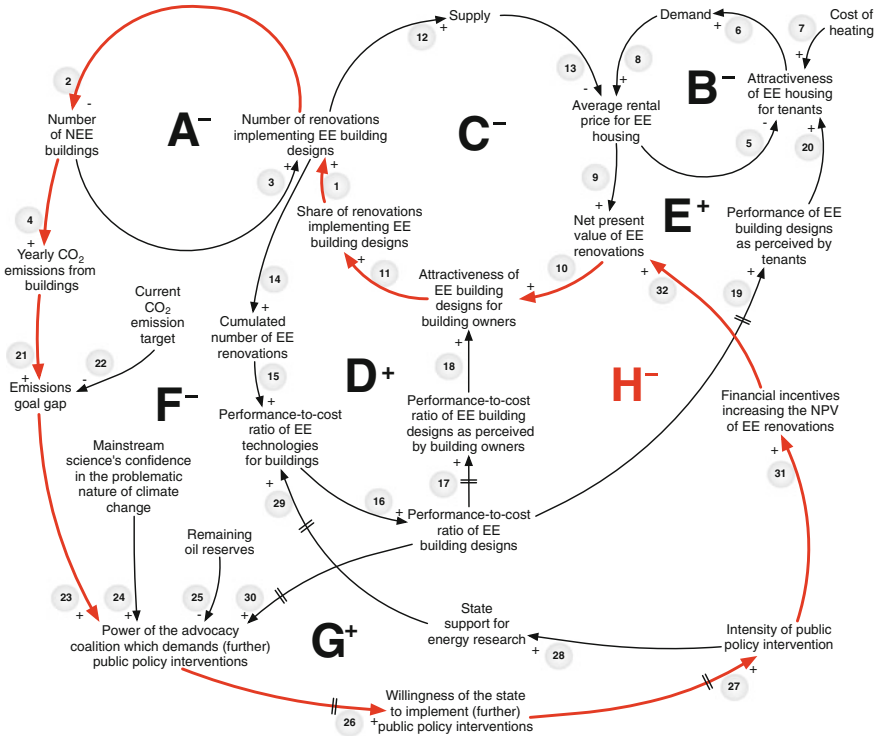 Supply
Demand
Cost of
heating
2
12
+
6
+
7
+
8
+
13
-
-
Number
of NEE
buildings
A-
Number of renovations
implementing EE building
designs
C-
Average rental
price for EE
housing
B-
Attractiveness
of EE housing
for tenants
-
5
+
20
3
+
+
1
9
+
4
+
Yearly CO2
emissions from
buildings
Share of renovations
implementing EE
building designs
E+
Net present
value of EE
renovations
Performance of EE
building designs
as perceived by
tenants
+
11
10
+
+
32
+
19
14
+
Attractiveness of
EE building
designs for
building owners
Current
CO2
emission
target
Cumulated
number of EE
renovations
21
+
22
-
Emissions
goal gap
15
+
D+
+
18
H-
F-
Performance-to-cost
ratio of EE
technologies
for buildings
Performance-to-cost
ratio of EE building
designs as perceived
by building owners
Financial incentives
increasing the NPV
of EE renovations
Mainstream
science's confidence
in the problematic
nature of climate
change
+
29
+
17
+
31
16
+
Performance-to-cost
ratio of EE
building designs
Remaining
oil reserves
23
+
24
+
25
-
30
+
Power of the advocacy
coalition which demands (further)
public policy interventions
G+
State
support for
energy research
+
28
Intensity of public
policy intervention
+
27
26
+
Willingness of the state
to implement (further)
public policy interventions